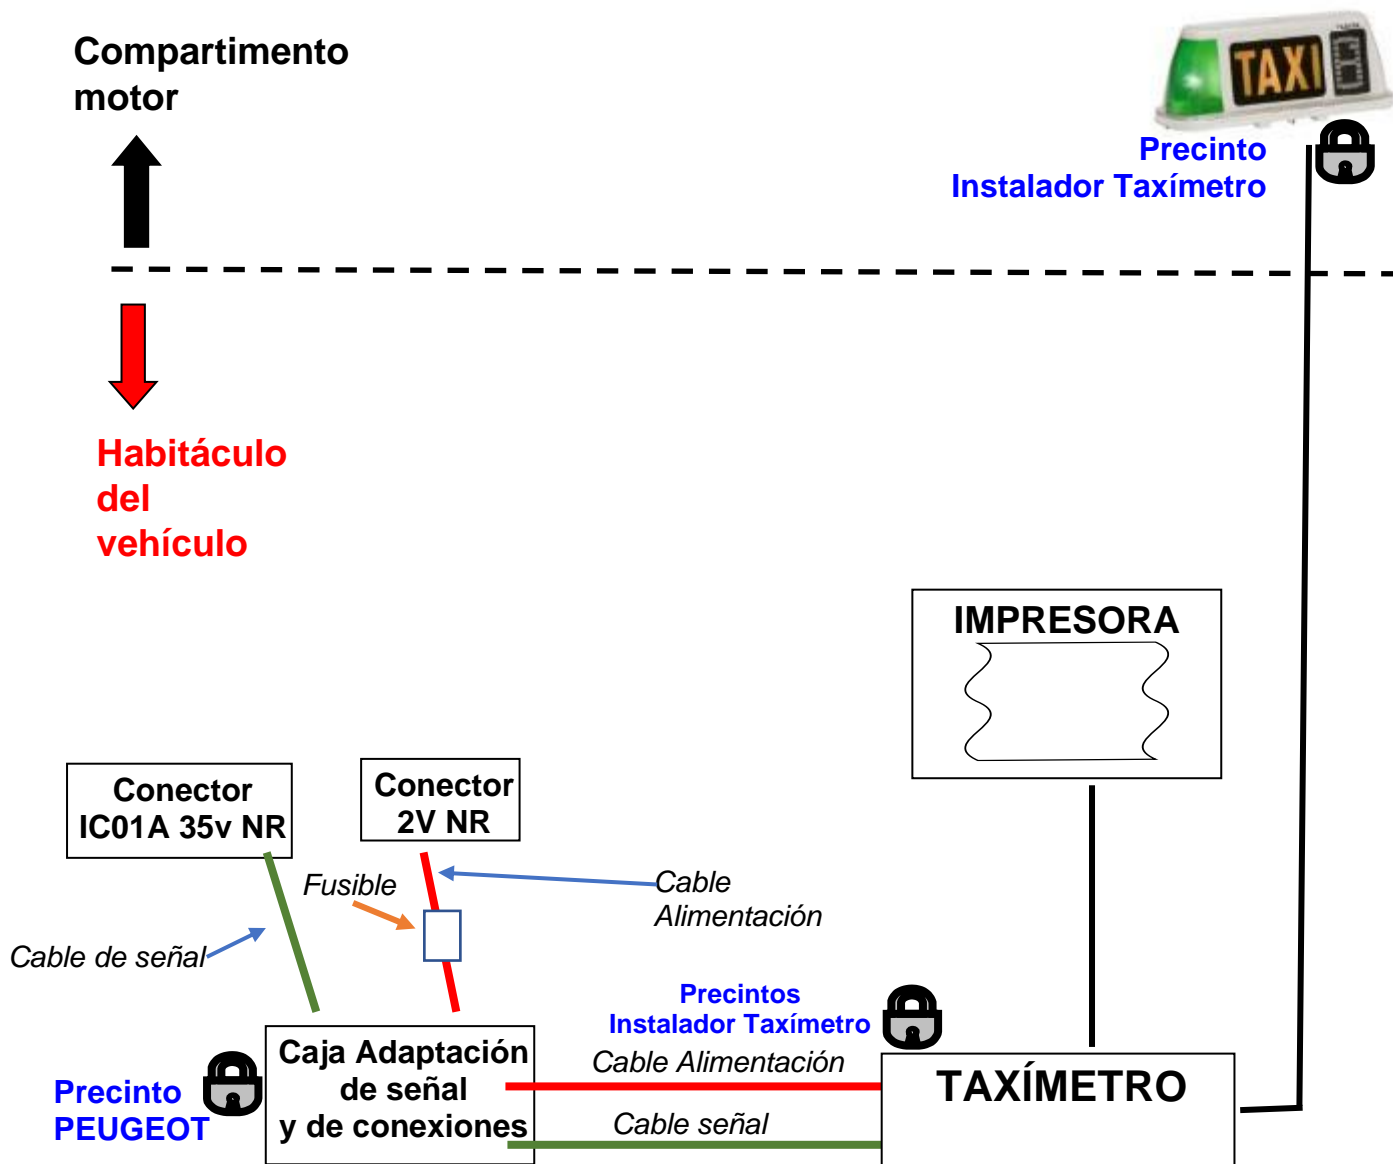 Compartimento
motor
TAXI
Precinto
Instalador Taxímetro
Habitáculo
del
vehículo
IMPRESORA
Conector
IC01A 35v NR
Conector
2V NR
Fusible
Cable
Alimentación
Cable de señal
Precintos
Instalador Taxímetro
Caja Adaptación
de señal
y de conexiones
Cable Alimentación
TAXÍMETRO
Precinto
PEUGEOT
Cable señal